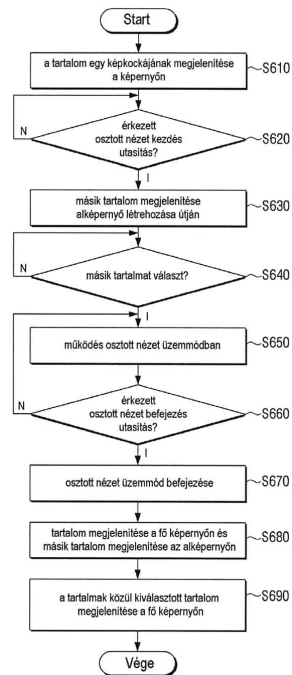 Start
a tartalom egy képkockájának megjelenítése
a képernyőn
S610
érkezett
osztott nézet kezdés
utasítás?
S620
N
I
másik tartalom megjelenítése
alképernyő létrehozása útján
S630
másik tartalmat választ?
S640
N
I
működés osztott nézet üzemmódban
S650
érkezett
osztott nézet befejezés
utasítás?
S660
N
I
osztott nézet üzemmód befejezése
S670
tartalom megjelenítése a fő képernyőn és
másik tartalom megjelenítése az alképernyőn
S680
a tartalmak közül kiválasztott tartalom
megjelenítése a fő képernyőn
S690
Vége